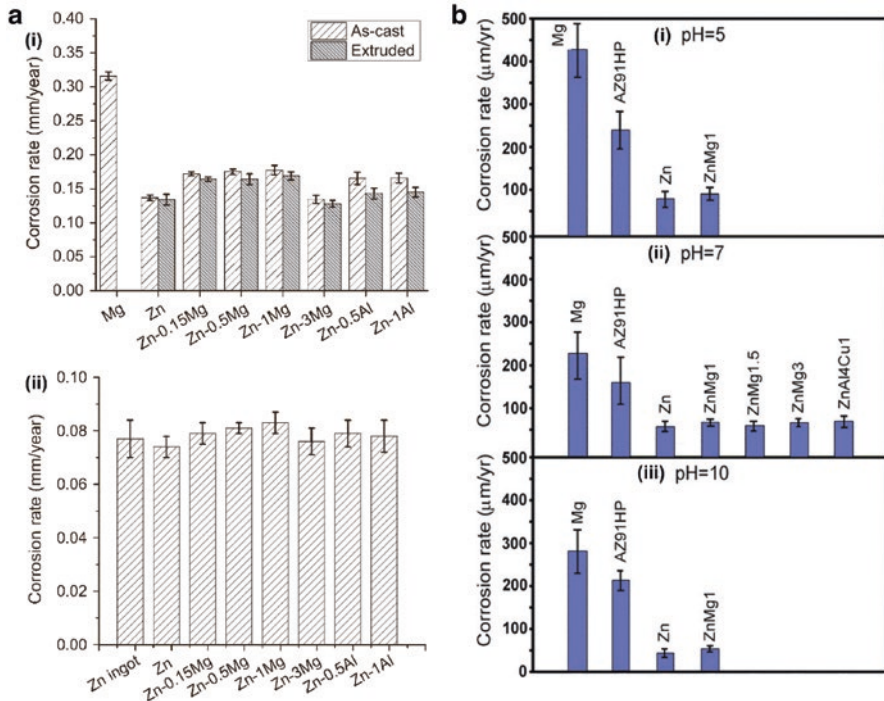 a
(i)
As-cast
Extruded
Corrosion rate (mm/year)
0.40
0.35
0.30
0.25
0.20
0.15
0.10
0.05
0.00
Mg
Zn
Zn-0.15Mg
Zn-0.5Mg
Zn-1Mg
Zn-3Mg
Zn-0.5Al
Zn-1Al
(ii)
Corrosion rate (mm/year)
0.10
0.08
0.06
0.04
0.02
0.00
Zn ingot
Zn
Zn-0.15Mg
Zn-0.5Mg
Zn-1Mg
Zn-3Mg
Zn-0.5Al
Zn-1Al
b
(i) pH=5
Corrosion rate (μm/yr)
500
400
300
200
100
Mg
AZ91HP
Zn
ZnMg1
(ii) pH=7
Corrosion rate (μm/yr)
500
300
200
100
Mg
AZ91HP
Zn
ZnMg1
ZnMg1.5
ZnMg3
ZnAl4Cu1
(iii) pH=10
Corrosion rate (μm/yr)
500
300
200
100
0
Mg
AZ91HP
Zn
ZnMg1